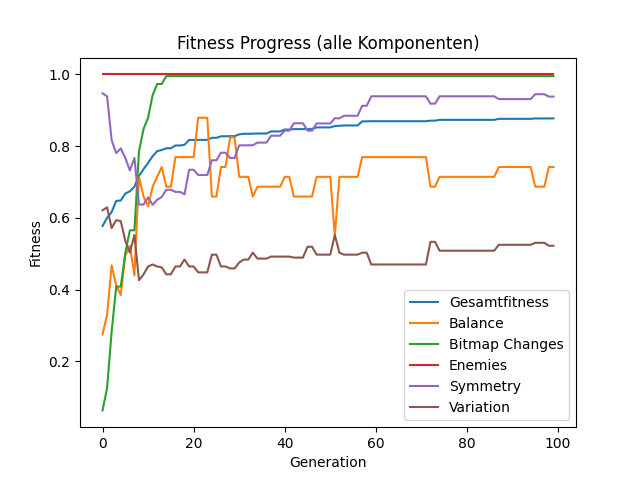 Fitness Progress (alle Komponenten)
Fitness
1.0
0.8
0.6
0.4
0.2
0
20
40
60
80
100
Generation
Gesamtfitness
Balance
Bitmap Changes
Enemies
Symmetry
Variation